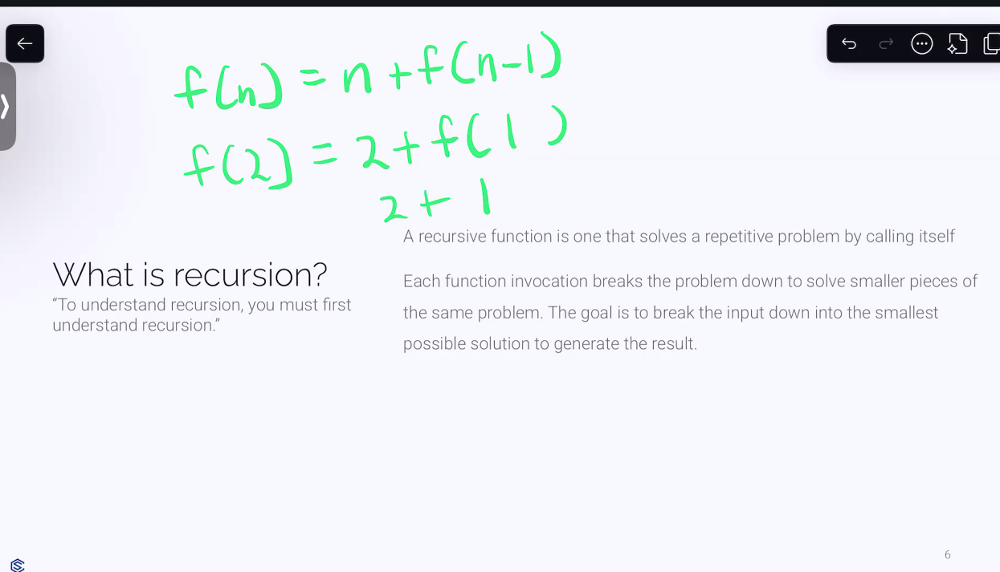 f(n) = n + f(n-1)
f(2) = 2 + f( 1 )
2 + 1
A recursive function is one that solves a repetitive problem by calling itself
What is recursion?
“To understand recursion, you must first
understand recursion.”
Each function invocation breaks the problem down to solve smaller pieces of
the same problem. The goal is to break the input down into the smallest
possible solution to generate the result.
6